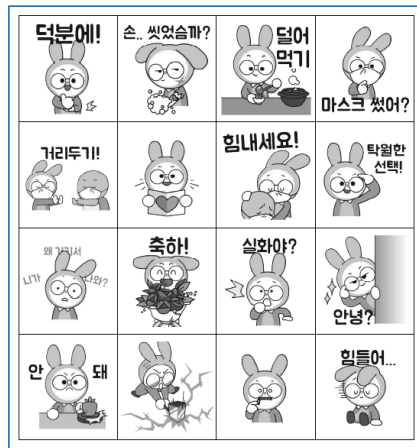 덕분에!
손.. 씻었슴까?
덜어
먹기
마스크 썼어?
거리두기!
힘내세요!
탁월한
선택!
왜 거기서
니가 나와?
축하!
실화야?
안녕?
안 돼
힘들어...